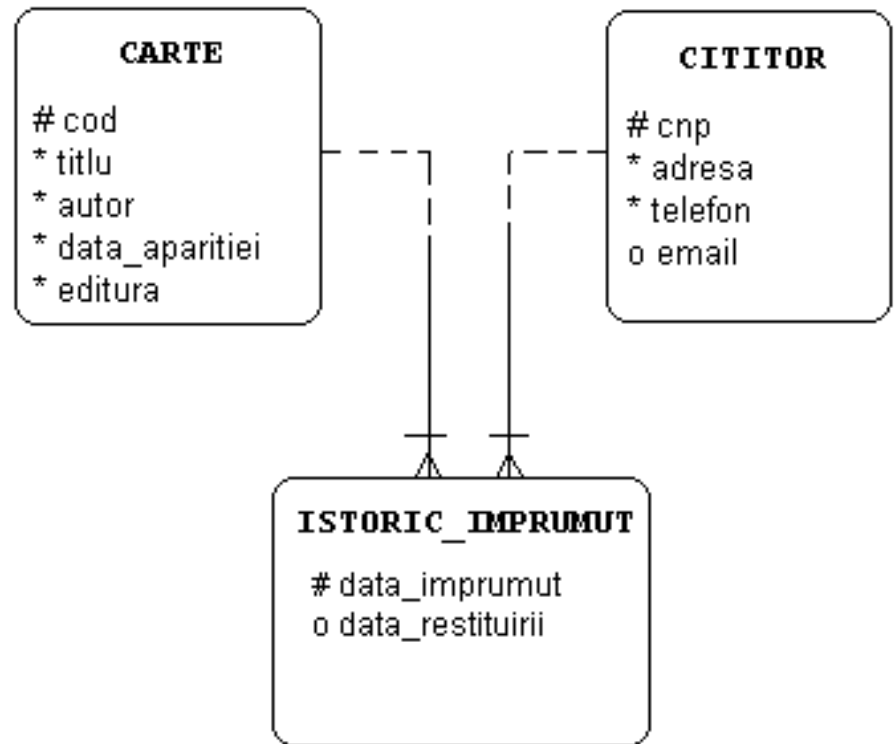 CARTE
# cod
* titlu
* autor
* data_aparitiei
* editura
CITITOR
# cnp
* adresa
* telefon
o email
ISTORIC_IMPRUMUT
# data_imprumut
o data_restituirii